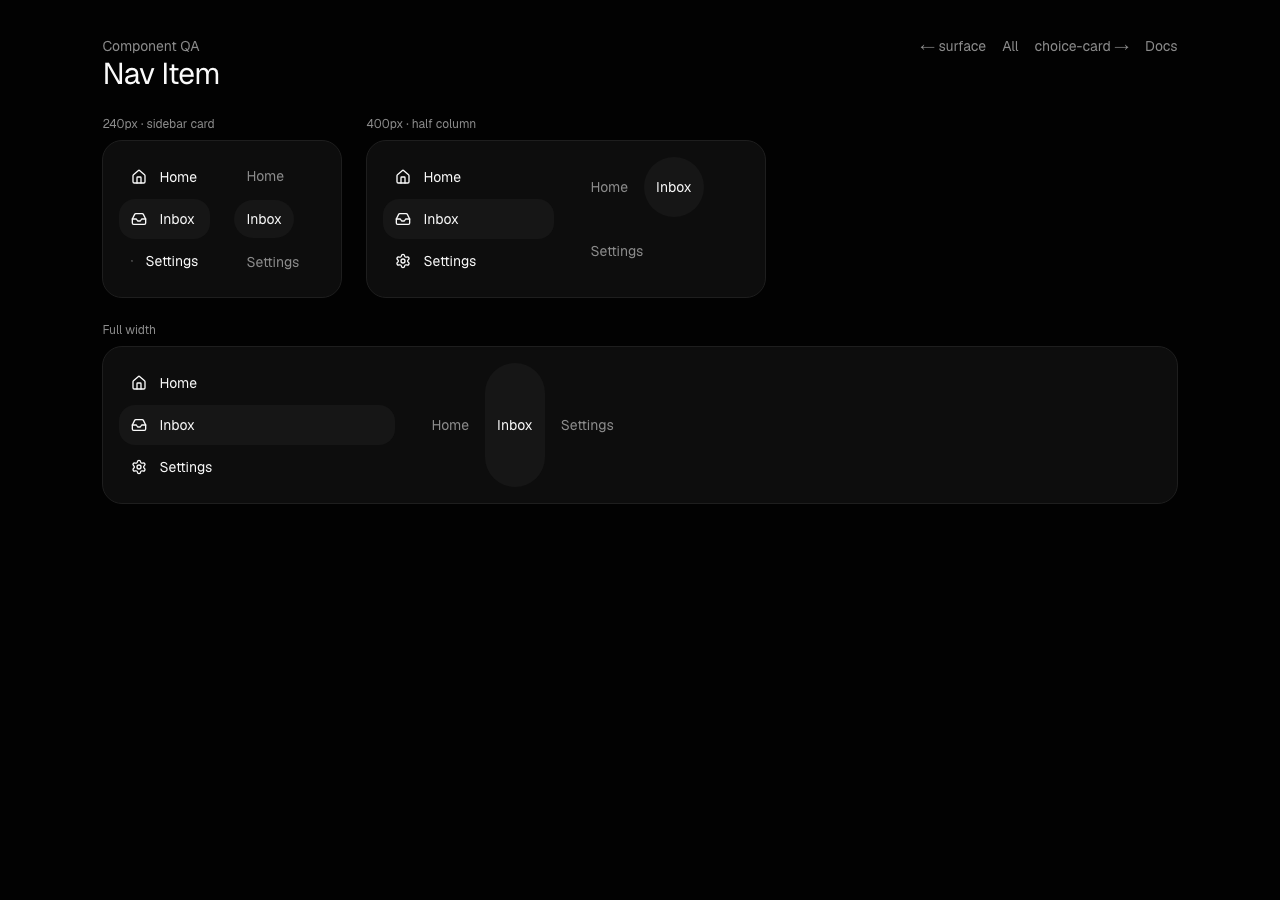 Component QA
← surface All choice-card → Docs
Nav Item
240px · sidebar card
400px · half column
Home
Inbox
Settings
Home
Inbox
Settings
Home
Inbox
Settings
Home Inbox
Settings
Full width
Home
Inbox
Settings
Home Inbox Settings